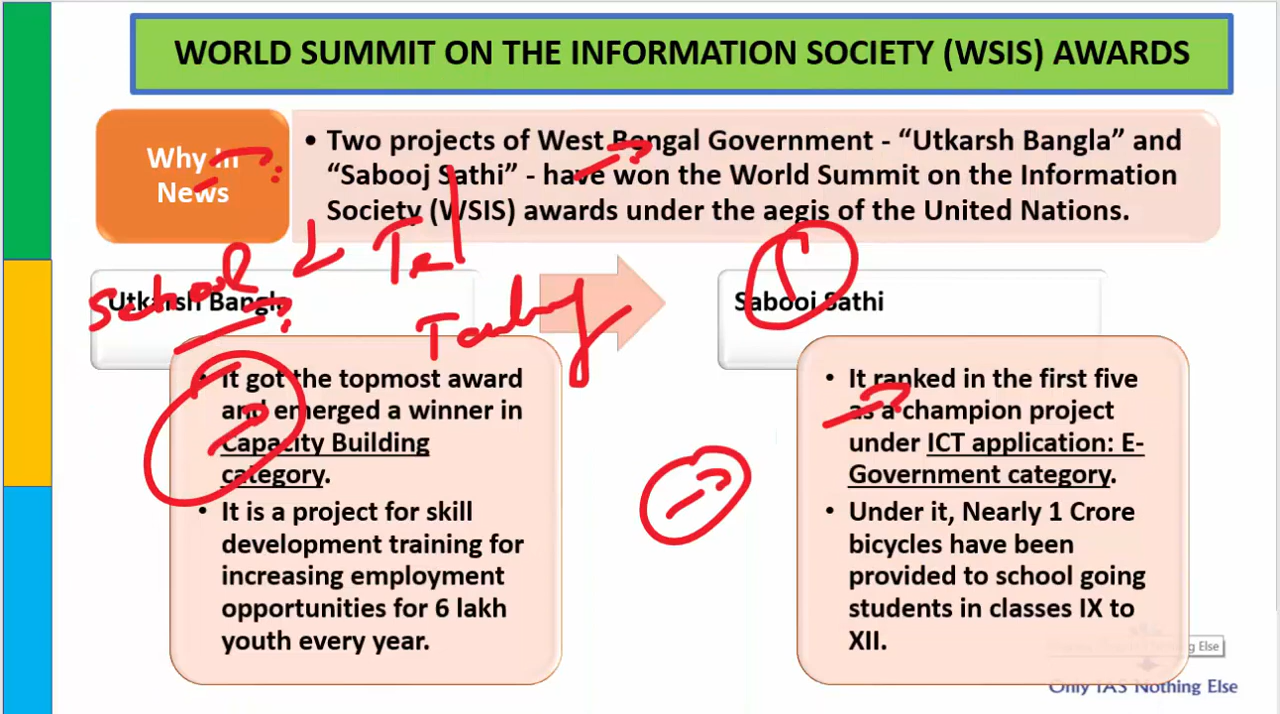 WORLD SUMMIT ON THE INFORMATION SOCIETY (WSIS) AWARDS
Why In
News
• Two projects of West Bengal Government - “Utkarsh Bangla” and
“Sabooj Sathi” - have won the World Summit on the Information
Society (WSIS) awards under the aegis of the United Nations.
School
Utkarsh Bangla
Sabooj Sathi
• It got the topmost award
and emerged a winner in
Capacity Building
category.
• It is a project for skill
development training for
increasing employment
opportunities for 6 lakh
youth every year.
• It ranked in the first five
as a champion project
under ICT application: E-
Government category.
• Under it, Nearly 1 Crore
bicycles have been
provided to school going
students in classes IX to
XII.
g Else
Only IAS Nothing Else